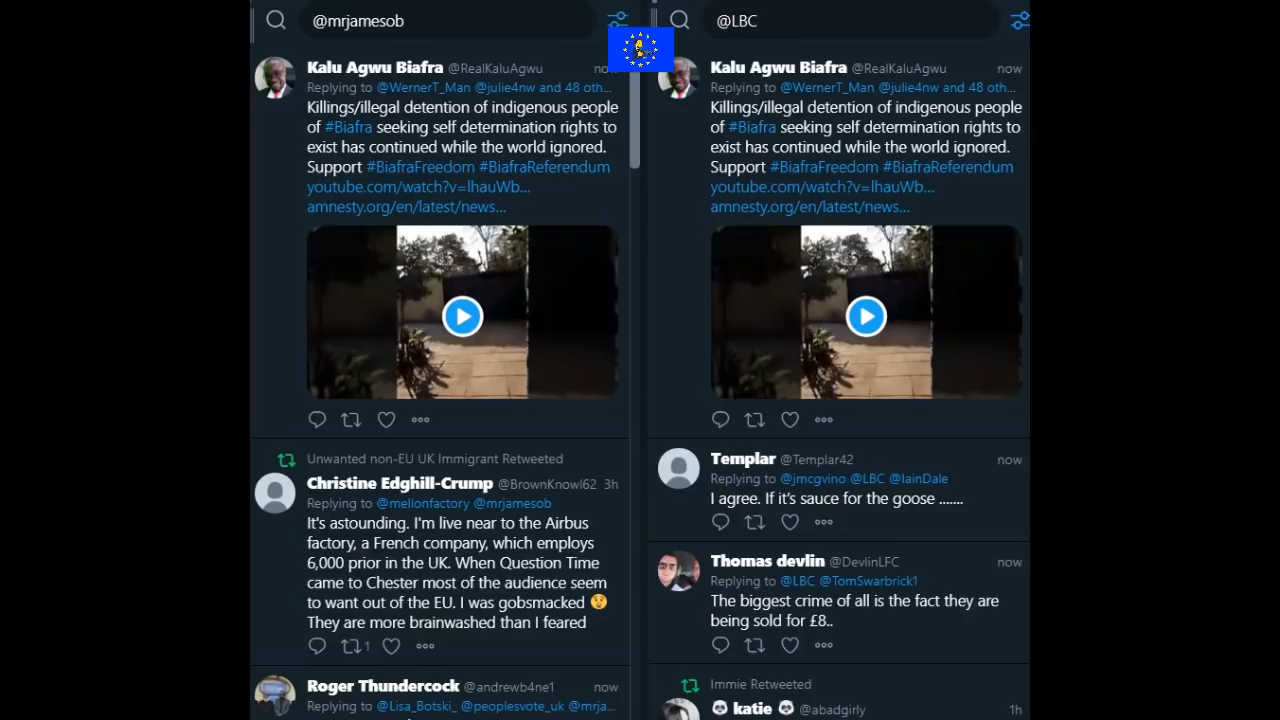 @mrjamesob
Kalu Agwu Biafra @RealKaluAgwu now
Replying to @WernerT_Man @julie4nw and 48 oth...
Killings/illegal detention of indigenous people
of #Biafra seeking self determination rights to
exist has continued while the world ignored.
Support #BiafraFreedom #BiafraReferendum
youtube.com/watch?v=lhauWb...
amnesty.org/en/latest/news...
Unwanted non-EU UK Immigrant Retweeted
Christine Edghill-Crump @BrownKnowl62 3h
Replying to @mellonfactory @mrjamesob
It's astounding. I'm live near to the Airbus
factory, a French company, which employs
6,000 prior in the UK. When Question Time
came to Chester most of the audience seem
to want out of the EU. I was gobsmacked 😲
They are more brainwashed than I feared
1
Roger Thundercock @andrewb4ne1 now
Replying to @Lisa_Botski_ @peoplesvote_uk @mrja...
@LBC
Kalu Agwu Biafra @RealKaluAgwu now
Replying to @WernerT_Man @julie4nw and 48 oth...
Killings/illegal detention of indigenous people
of #Biafra seeking self determination rights to
exist has continued while the world ignored.
Support #BiafraFreedom #BiafraReferendum
youtube.com/watch?v=lhauWb...
amnesty.org/en/latest/news...
Templar @Templar42 now
Replying to @jmcgvino @LBC @IainDale
I agree. If it's sauce for the goose .......
Thomas devlin @DevlinLFC now
Replying to @LBC @TomSwarbrick1
The biggest crime of all is the fact they are
being sold for £8..
Immie Retweeted
🐼 katie 🐼 @abadgirly 1h